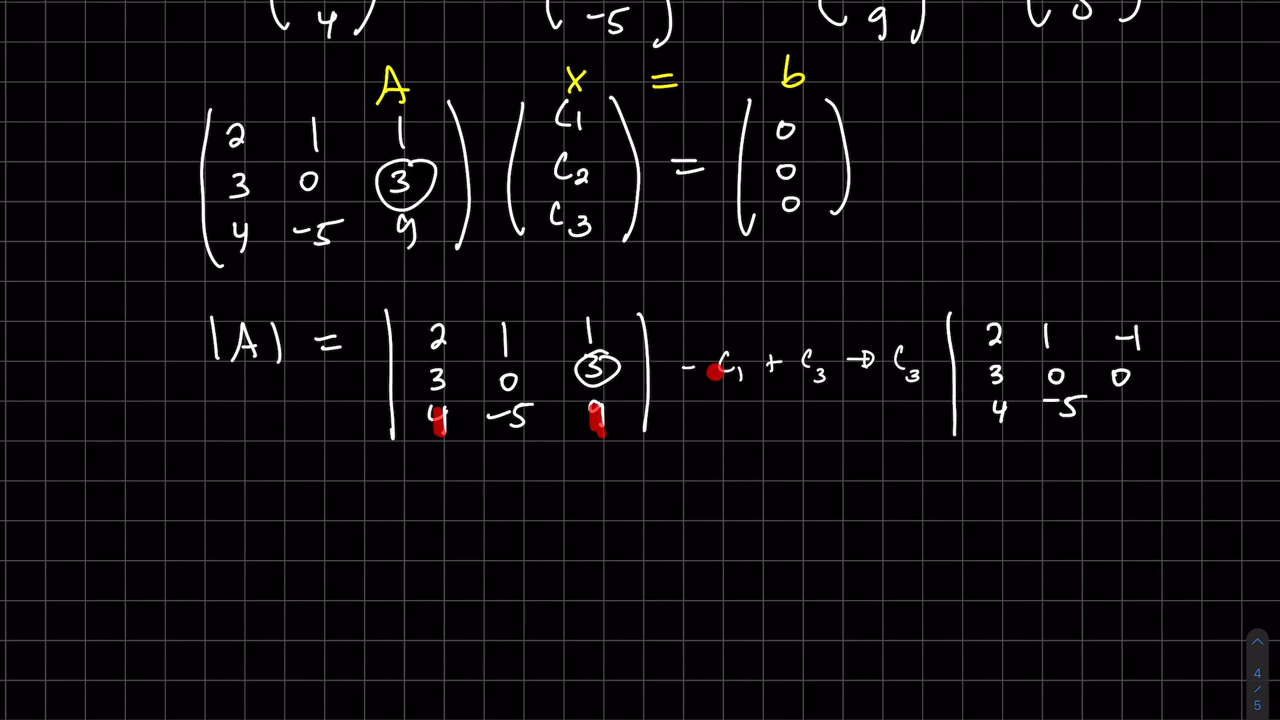 4 -5 9 0
A x = b
2 1 1 C1 0
3 0 3 C2 = 0
4 -5 9 C3 0
|A| = | 2 1 1 | | 2 1 -1
3 0 3 - C1 + C3 → C3 3 0 0
4 -5 9 4 -5
4
/
5